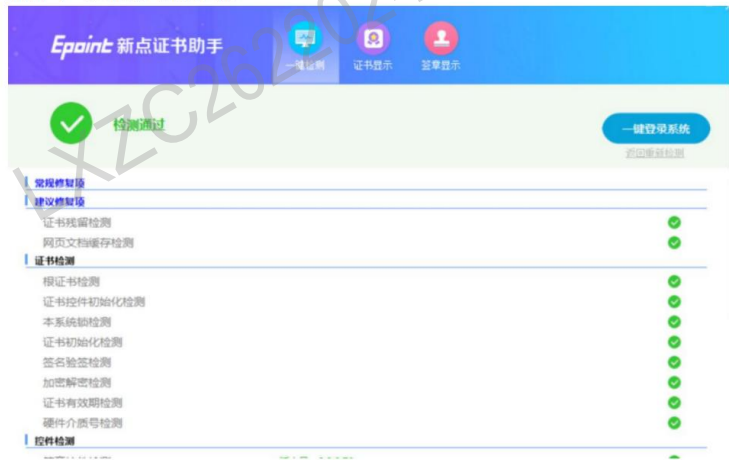 Epoint 新点证书助手
一键检测 证书显示 签章显示
检测通过
一键登录系统
返回重新检测
常规修复项
建议修复项
证书残留检测
网页文档缓存检测
证书检测
根证书检测
证书控件初始化检测
本系统锁检测
证书初始化检测
签名验签检测
加密解密检测
证书有效期检测
硬件介质号检测
控件检测